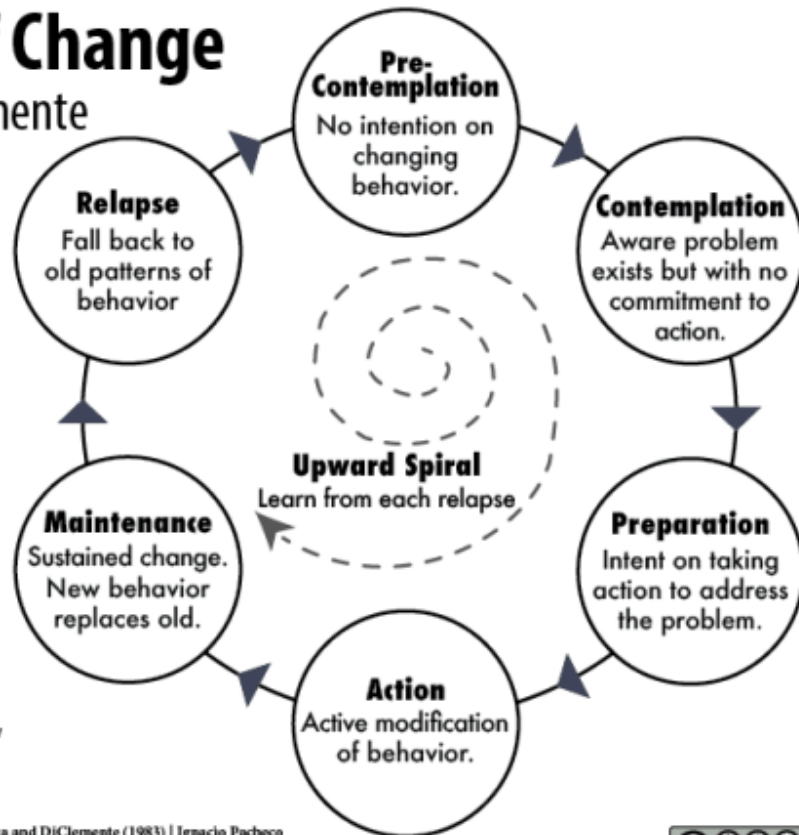 Change
Pre-
Contemplation
No intention on
changing
behavior.
Contemplation
Aware problem
exists but with no
commitment to
action.
Preparation
Intent on taking
action to address
the problem.
Action
Active modification
of behavior.
Maintenance
Sustained change.
New behavior
replaces old.
Relapse
Fall back to
old patterns of
behavior
Upward Spiral
Learn from each relapse
and DiClemente (1983) | Ignacio Pacheco